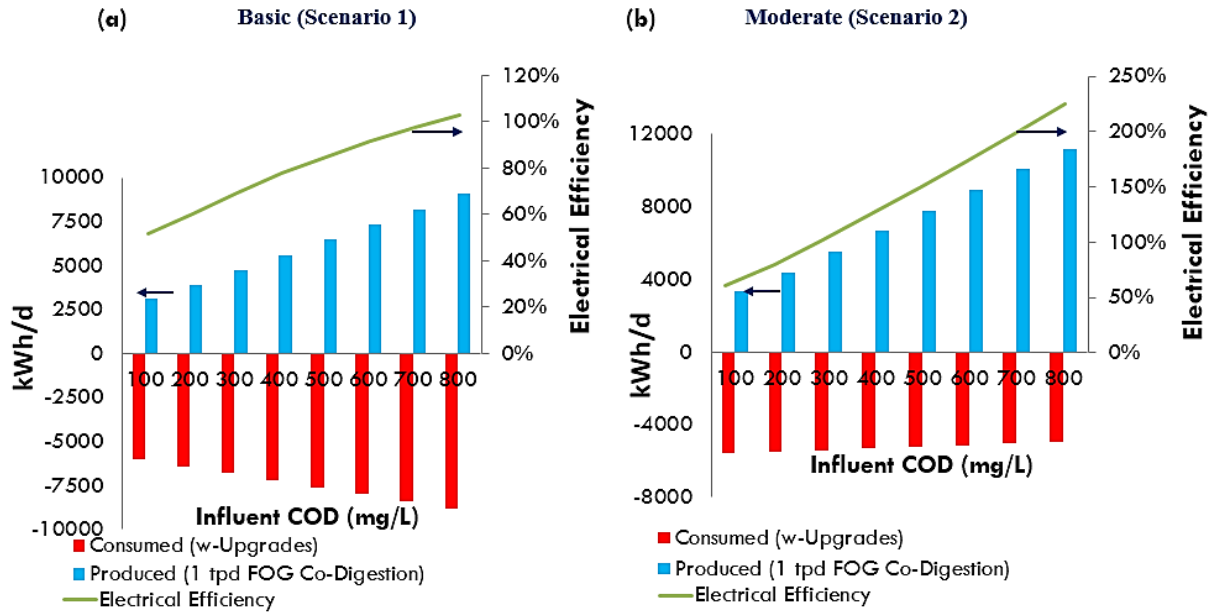 (a)
Basic (Scenario 1)
120%
100%
80%
60%
40%
20%
0%
Electrical Efficiency
10000
7500
5000
2500
0
-2500
-5000
-7500
-10000
kWh/d
100 200 300 400 500 600 700 800
Influent COD (mg/L)
Consumed (w-Upgrades)
Produced (1 tpd FOG Co-Digestion)
Electrical Efficiency
(b)
Moderate (Scenario 2)
250%
200%
150%
100%
50%
0%
Electrical Efficiency
12000
8000
4000
0
-4000
-8000
kWh/d
100 200 300 400 500 600 700 800
Influent COD (mg/L)
Consumed (w-Upgrades)
Produced (1 tpd FOG Co-Digestion)
Electrical Efficiency